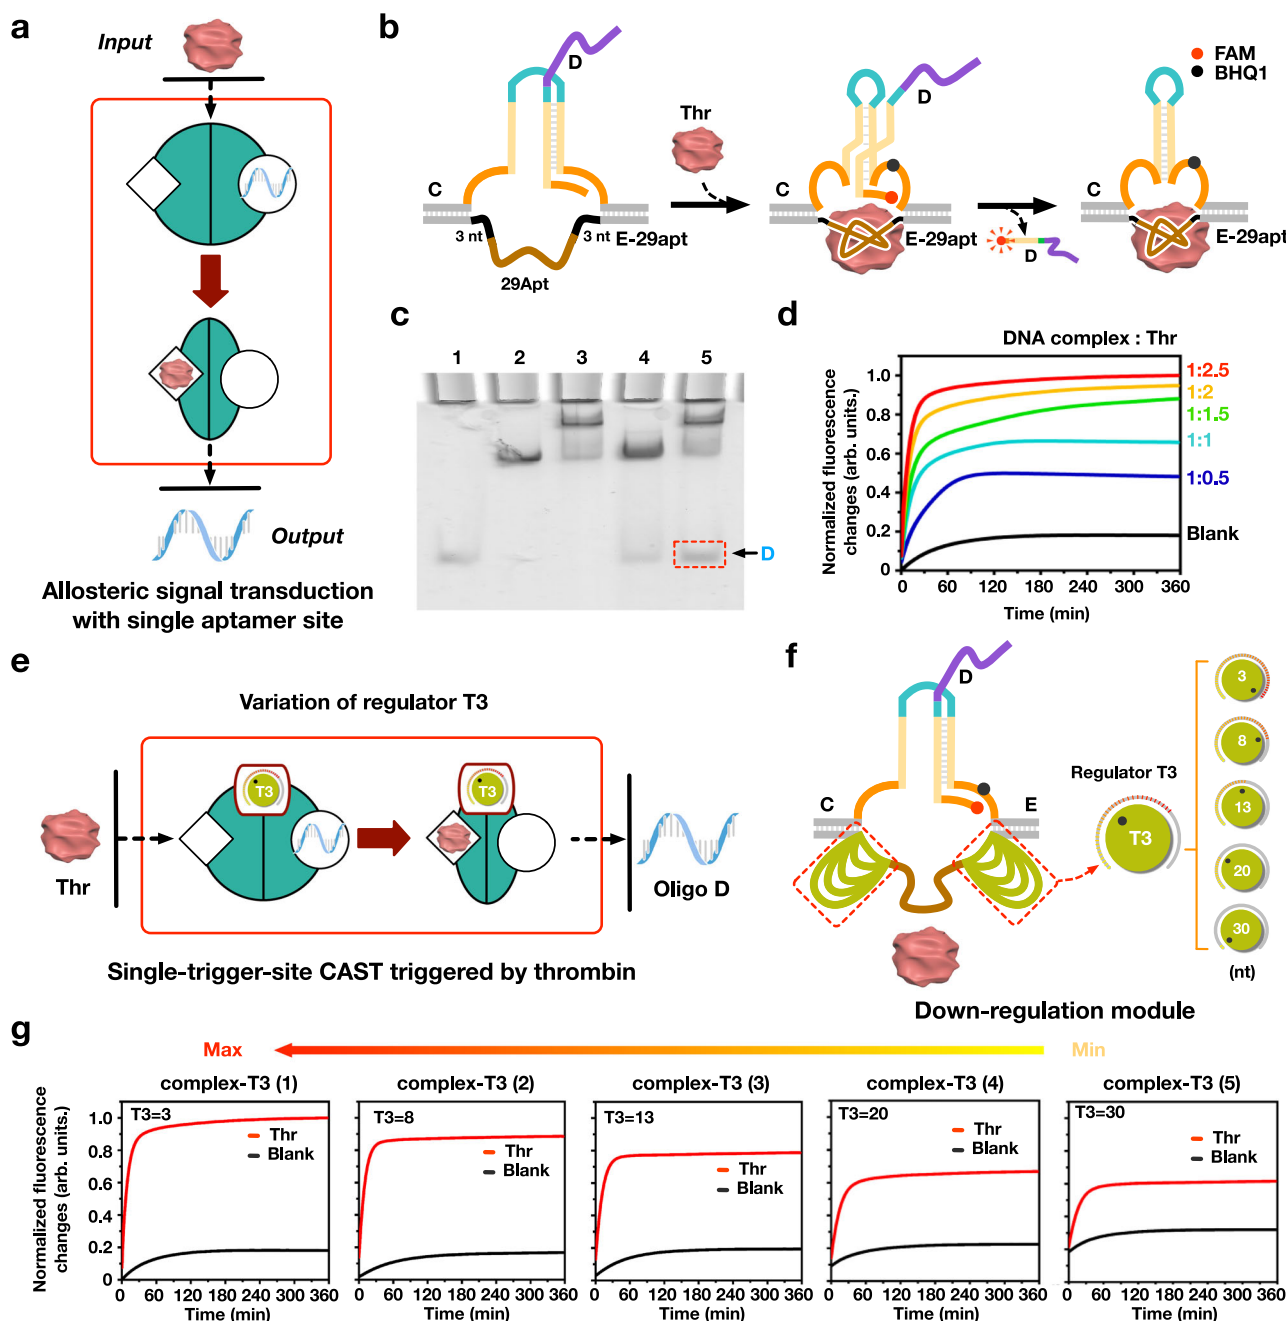 a
Input
Output
Allosteric signal transduction
with single aptamer site
b
D
C
3 nt
3 nt
E-29apt
29Apt
Thr
D
C
E-29apt
D
FAM
BHQ1
C
E-29apt
c
1 2 3 4 5
D
d
DNA complex : Thr
Normalized fluorescence
changes (arb. units.)
1.0
0.8
0.6
0.4
0.2
0
1:2.5
1:2
1:1.5
1:1
1:0.5
Blank
0 60 120 180 240 300 360
Time (min)
e
Variation of regulator T3
T3
T3
Thr
Oligo D
Single-trigger-site CAST triggered by thrombin
f
D
C
E
Regulator T3
T3
3
8
13
20
30
(nt)
Down-regulation module
g
Max
Min
Normalized fluorescence
changes (arb. units.)
1.0
0.8
0.6
0.4
0.2
0
complex-T3 (1)
T3=3
Thr
Blank
0 60 120 180 240 300 360
Time (min)
complex-T3 (2)
T3=8
Thr
Blank
0 60 120 180 240 300 360
Time (min)
complex-T3 (3)
T3=13
Thr
Blank
0 60 120 180 240 300 360
Time (min)
complex-T3 (4)
T3=20
Thr
Blank
0 60 120 180 240 300 360
Time (min)
complex-T3 (5)
T3=30
Thr
Blank
0 60 120 180 240 300 360
Time (min)